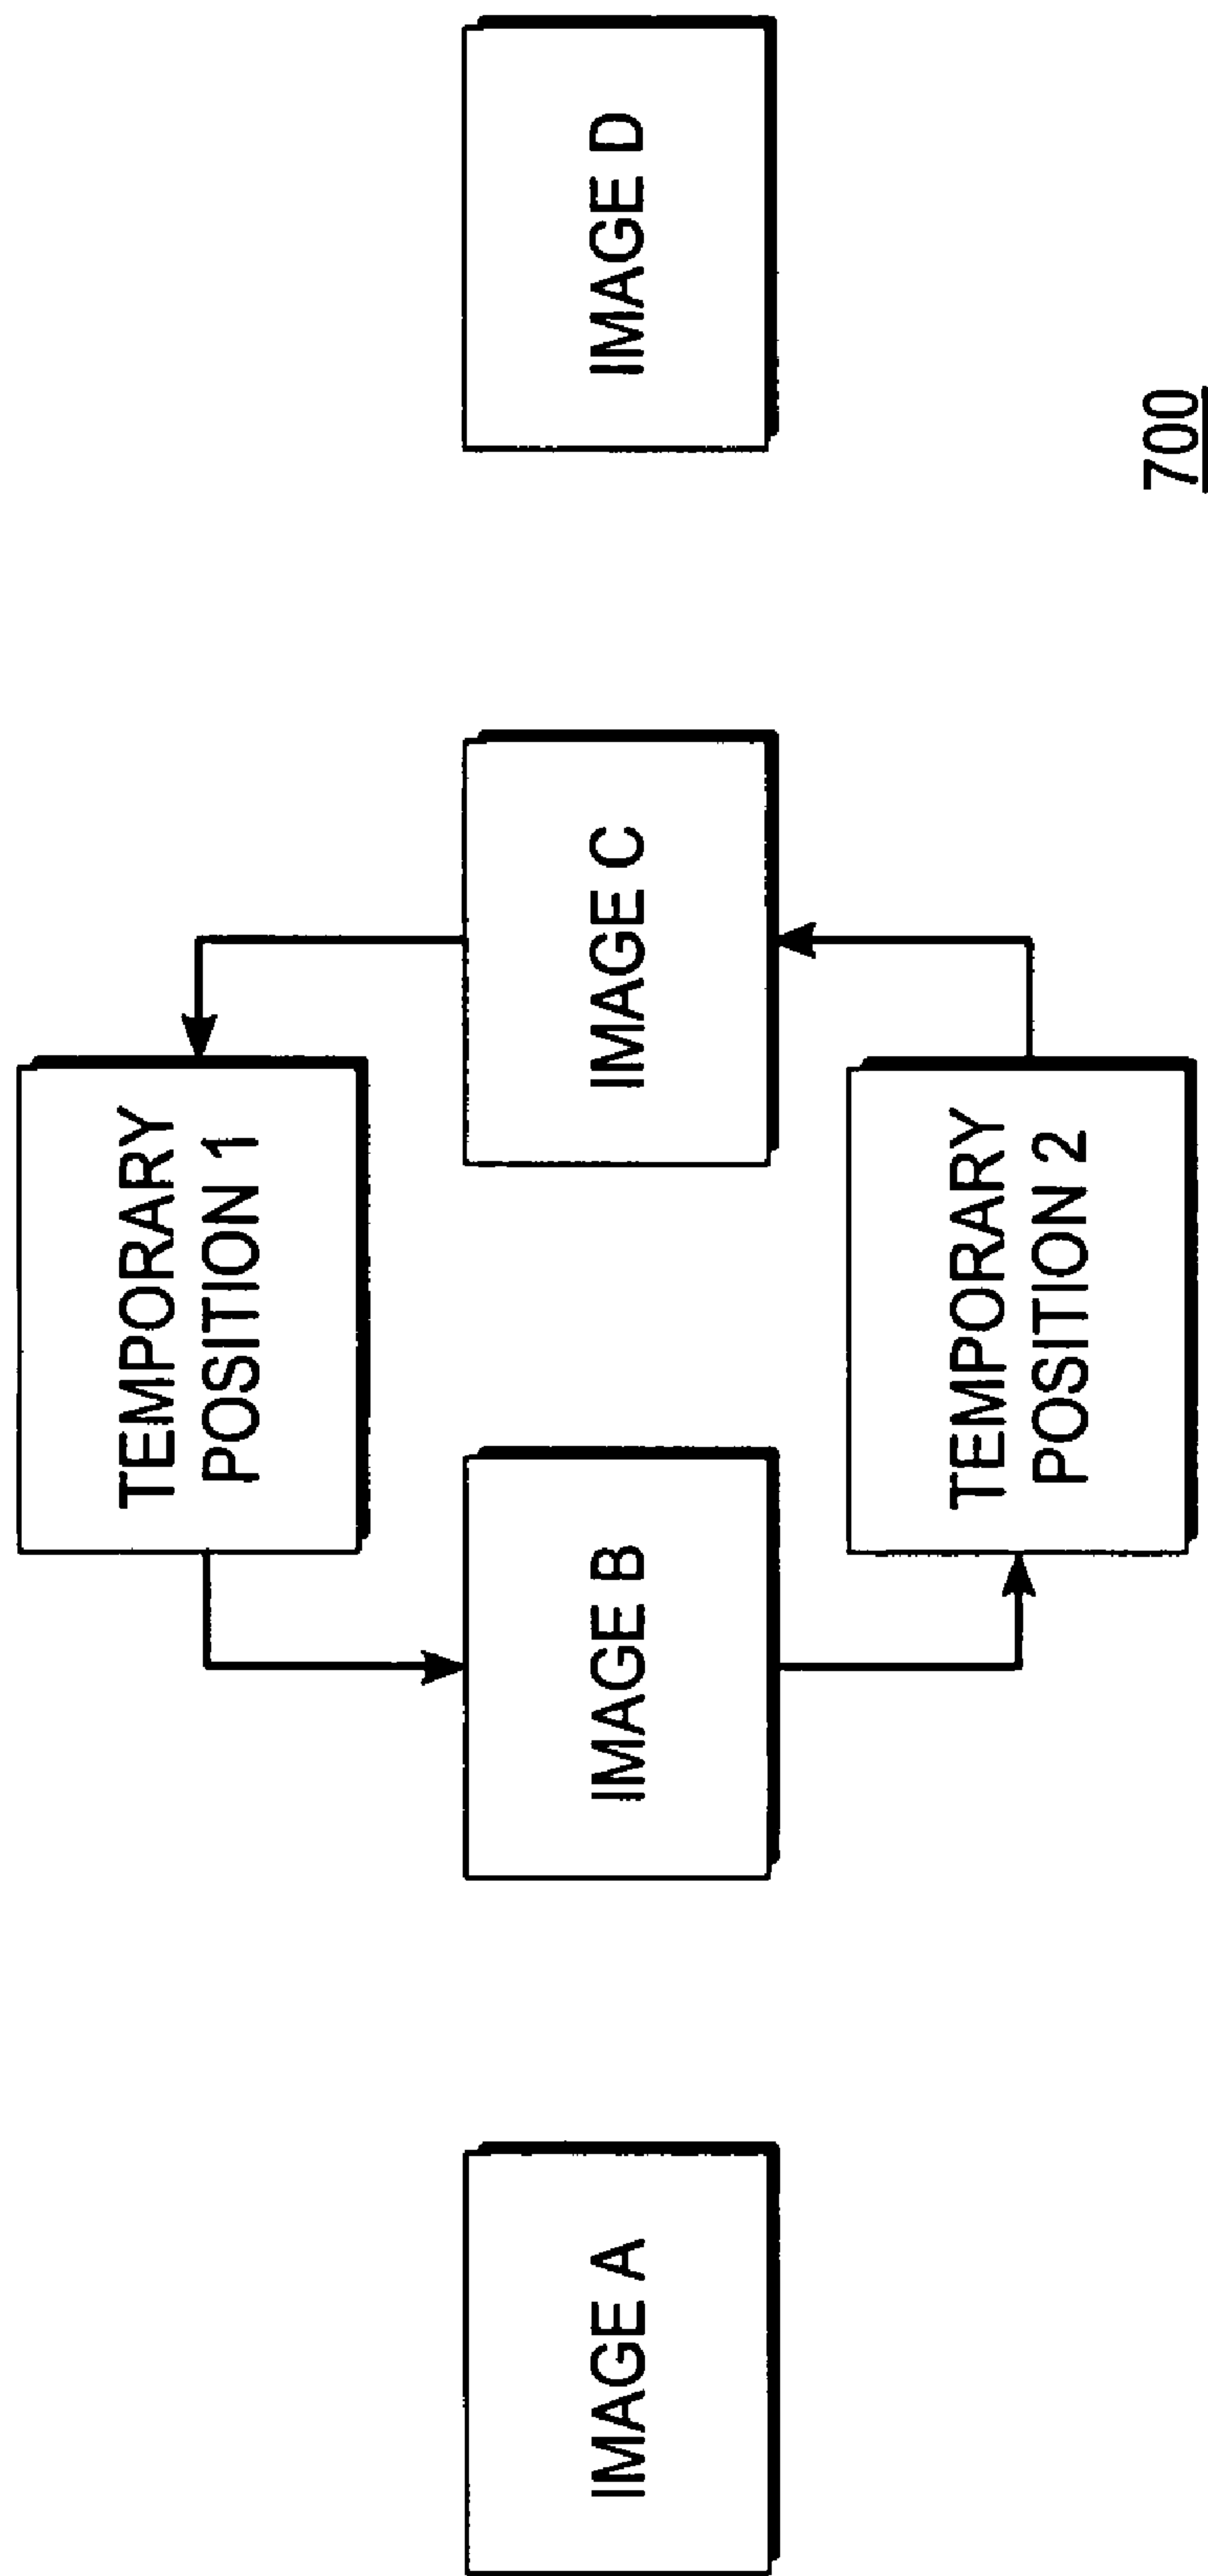 TEMPORARY
POSITION 1
IMAGE A
IMAGE B
IMAGE C
IMAGE D
TEMPORARY
POSITION 2
700